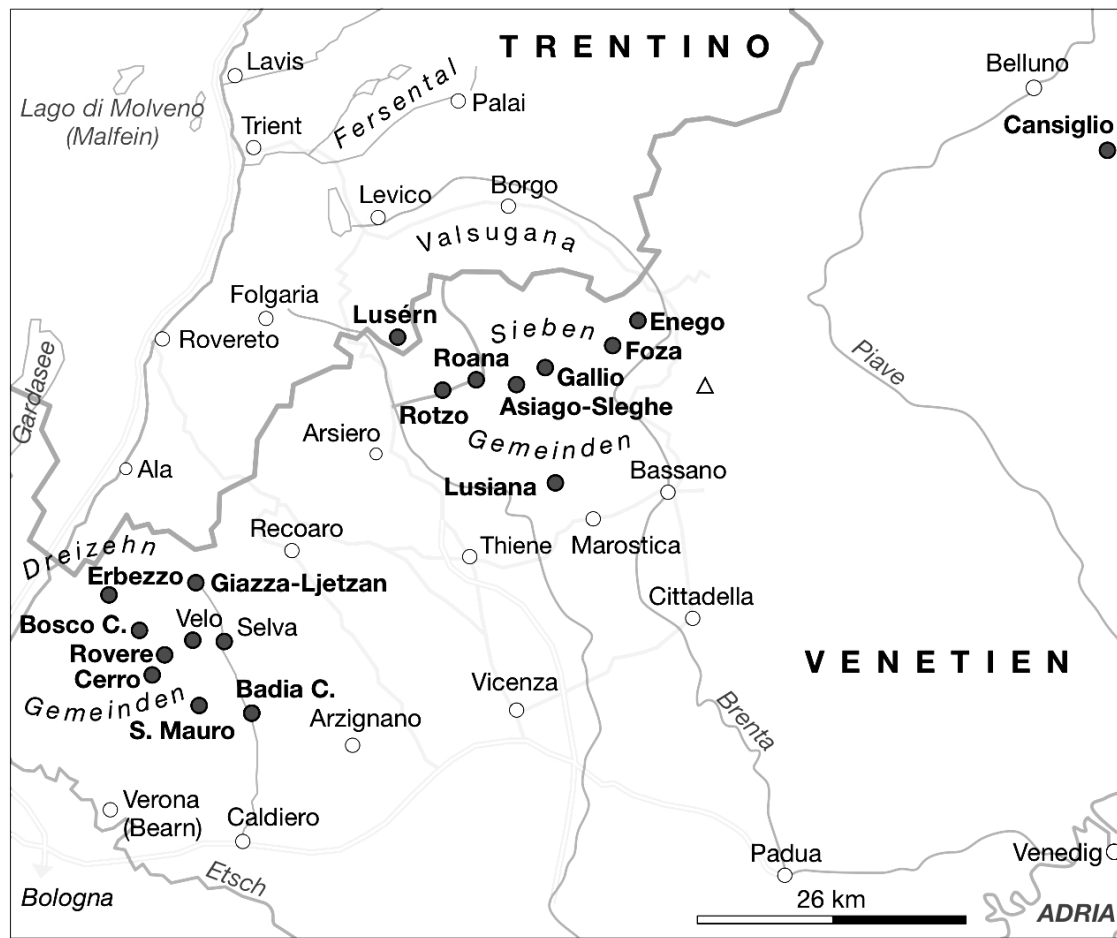 TRENTINO
Lavis
Belluno
Lago di Molveno
(Malfein)
Fersental
Palai
Cansiglio
Trient
Levico
Borgo
Valsugana
Folgaria
Lusérn
Enego
Sieben
Rovereto
Foza
Roana
Gallio
Piave
Gardasee
Rotzo
Asiago-Sleghe
Arsiero
Gemeinden
Ala
Bassano
Lusiana
Recoaro
Thiene
Marostica
Dreizehn
Erbezzo
Giazza-Ljetzan
Cittadella
Bosco C.
Velo
Selva
Rovere
VENETIEN
Cerro
Vicenza
Badia C.
Gemeinden
Arzignano
Brenta
S. Mauro
Verona
(Bearn)
Caldiero
Padua
Venedig
Etsch
Bologna
26 km
ADRIA